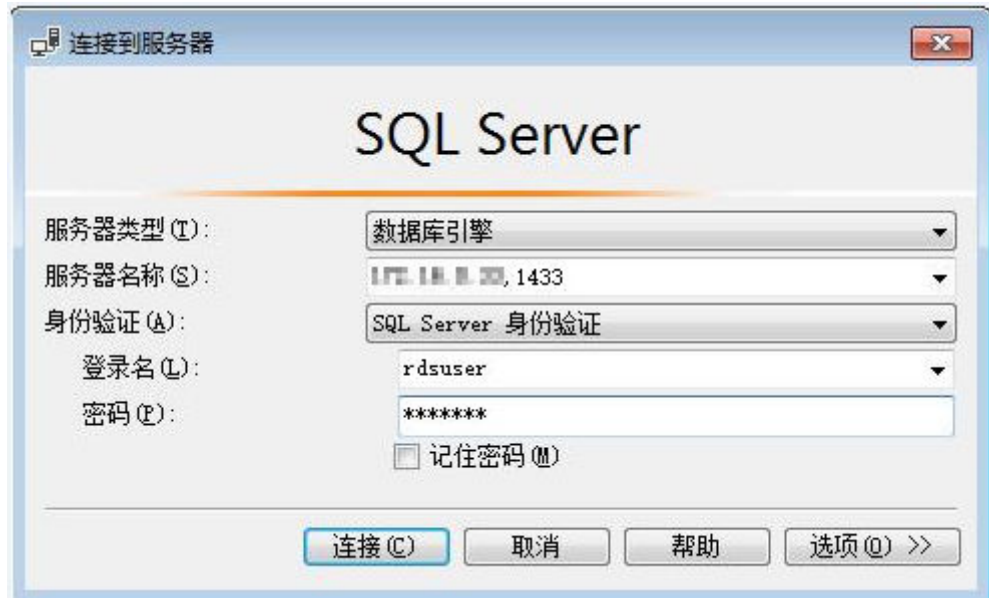 连接到服务器
SQL Server
服务器类型(T): 数据库引擎
服务器名称(S): , 1433
身份验证(A): SQL Server 身份验证
登录名(L): rdsuser
密码(P): *******
记住密码(M)
连接(C) 取消 帮助 选项(O) >>